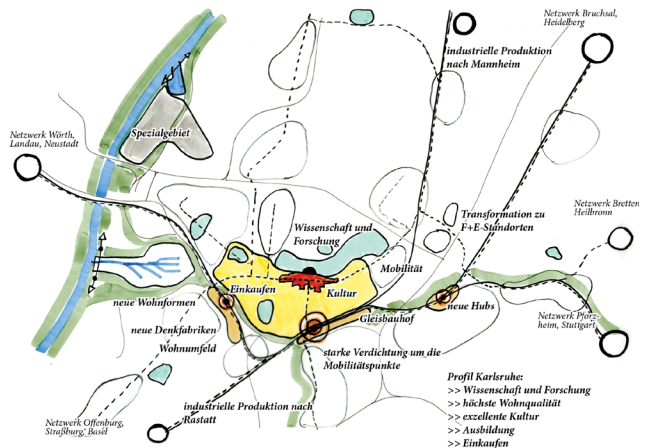 Netzwerk Bruchsal,
Heidelberg
industrielle Produktion
nach Mannheim
Spezialgebiet
Netzwerk Wörth,
Landau, Neustadt
Netzwerk Bretten
Heilbronn
Transformation zu
F+E-Standorten
Wissenschaft und
Forschung
Mobilität
Einkaufen
Kultur
neue Wohnformen
neue Hubs
Gleisbauhof
neue Denkfabriken
Netzwerk Pforz-
heim, Stuttgart
Wohnumfeld
starke Verdichtung um die
Mobilitätspunkte
Profil Karlsruhe:
>> Wissenschaft und Forschung
>> höchste Wohnqualität
>> exzellente Kultur
>> Ausbildung
>> Einkaufen
industrielle Produktion nach
Rastatt
Netzwerk Offenburg,
Straßburg, Basel